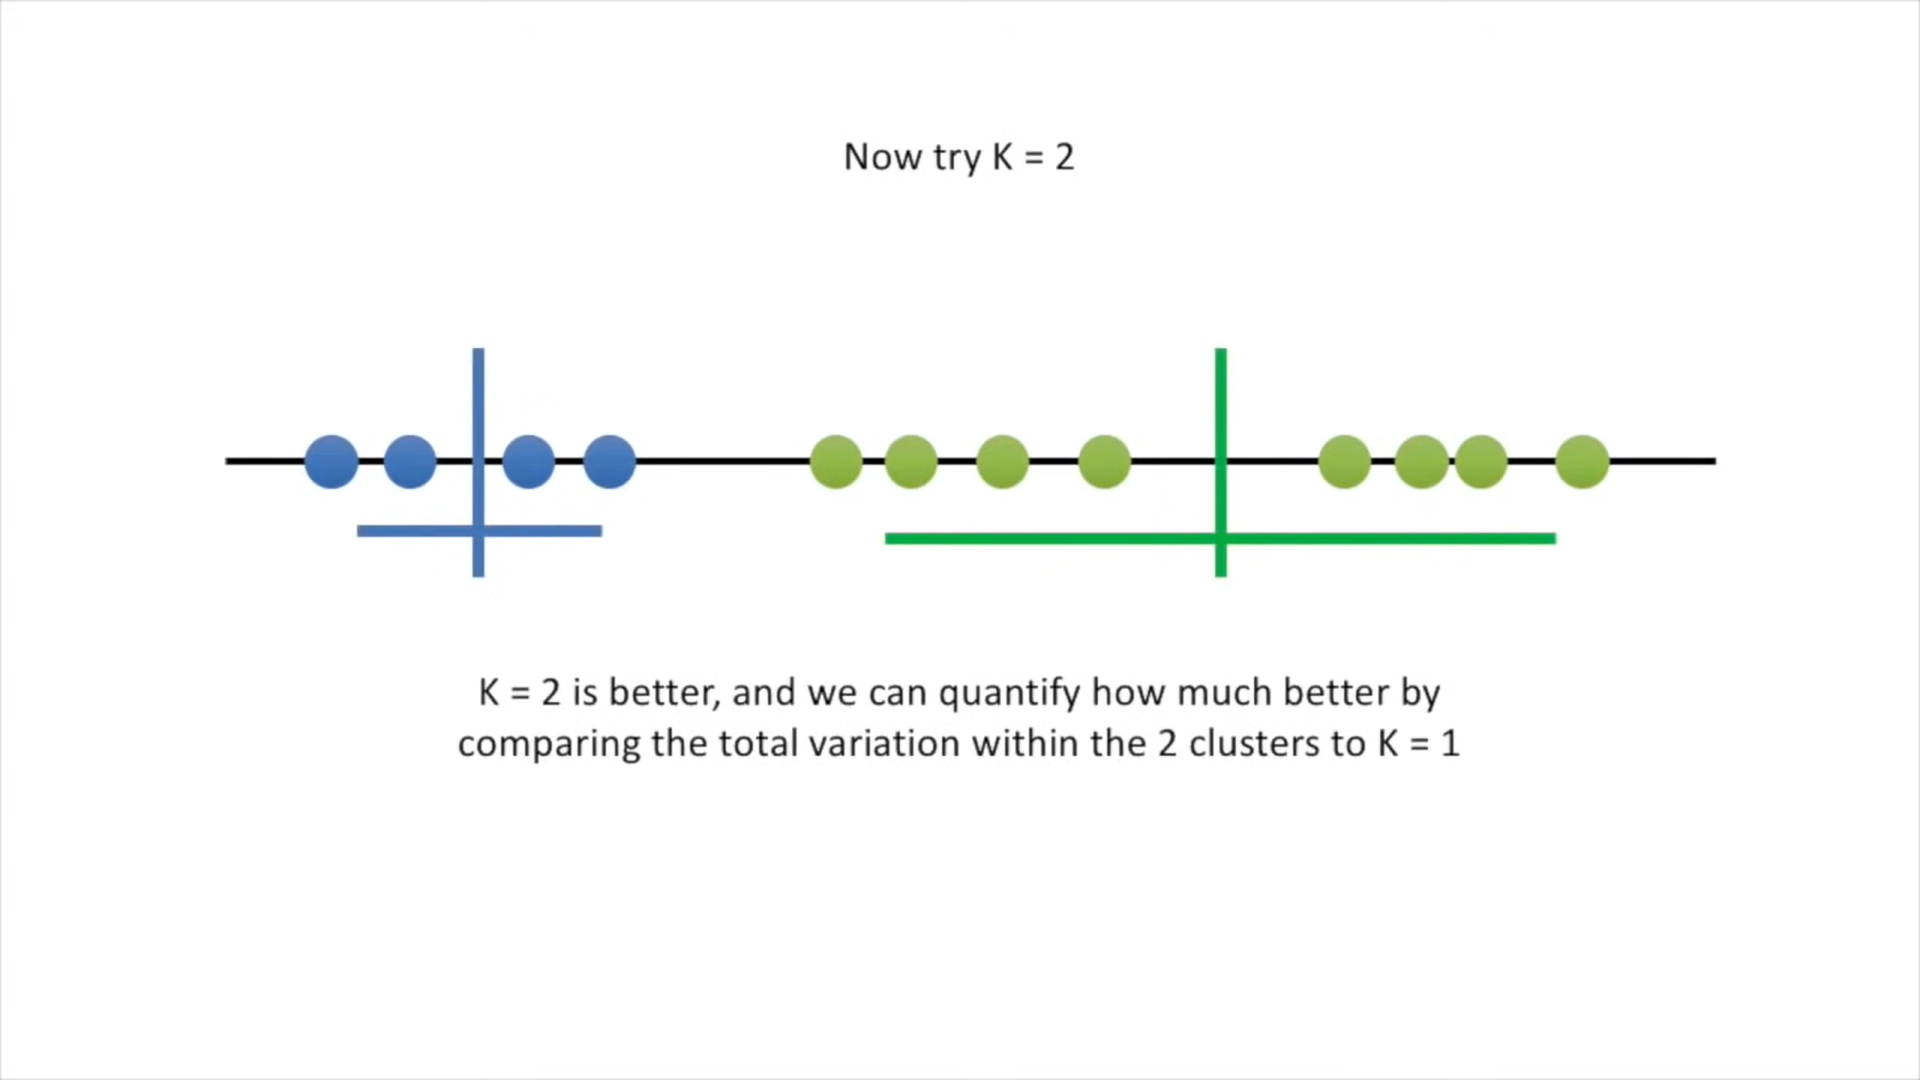 Now try K = 2
K = 2 is better, and we can quantify how much better by
comparing the total variation within the 2 clusters to K = 1